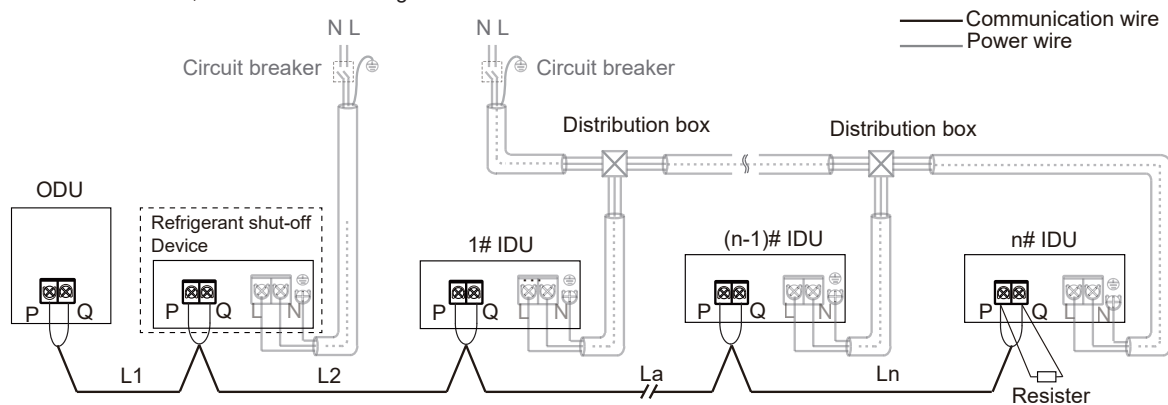 N L
N L
Communication wire
Power wire
Circuit breaker
Circuit breaker
Distribution box
Distribution box
ODU
Refrigerant shut-off
Device
1# IDU
(n-1)# IDU
n# IDU
P Q
P Q L N
P Q L N
P Q L N
P Q L N
L1
L2
La
Ln
Resister